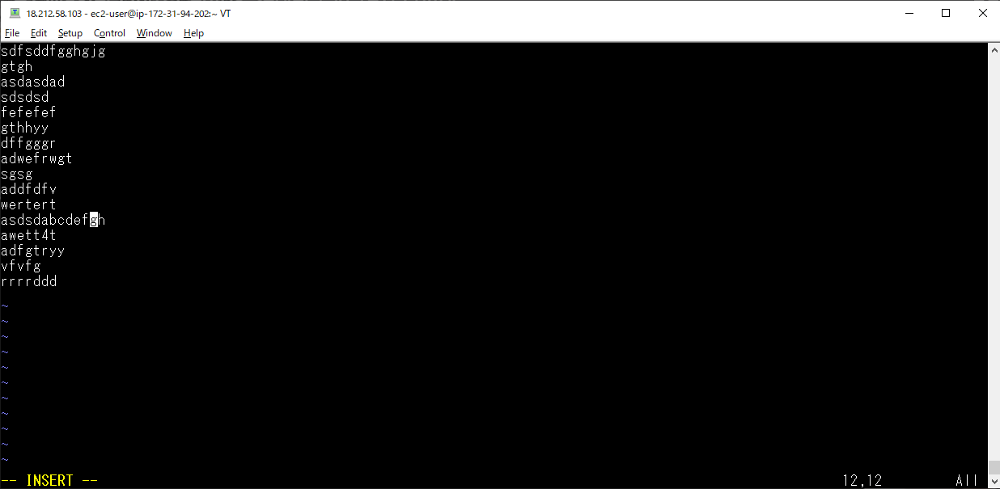 18.212.58.103 - ec2-user@ip-172-31-94-202:~ VT
File Edit Setup Control Window Help
sdfsddfgghgjg
gtgh
asdasdad
sdsdsd
fefefef
gthhyy
dffgggr
adwefrwgt
sgsg
addfdfv
wertert
asdsdabcdefgh
awett4t
adfgtryy
vfvfg
rrrrddd
~
~
~
~
~
~
~
~
~
~
~
-- INSERT -- 12,12 All